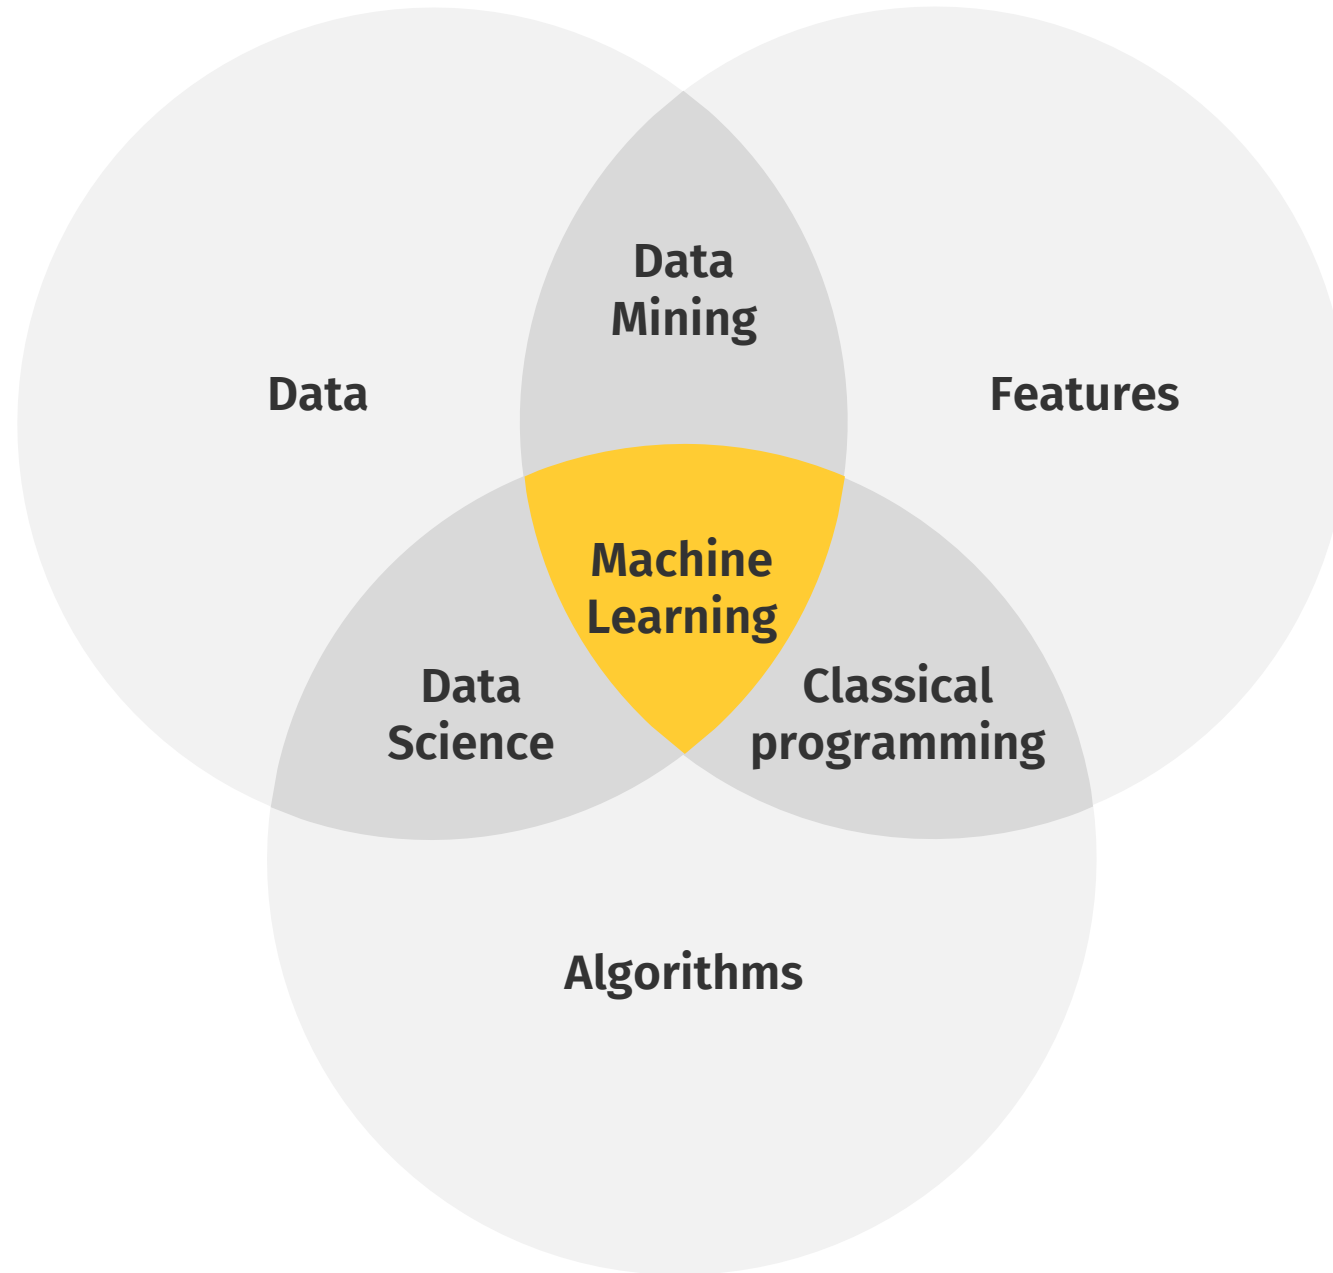 Data
Mining
Data
Features
Machine
Learning
Data
Science
Classical
programming
Algorithms